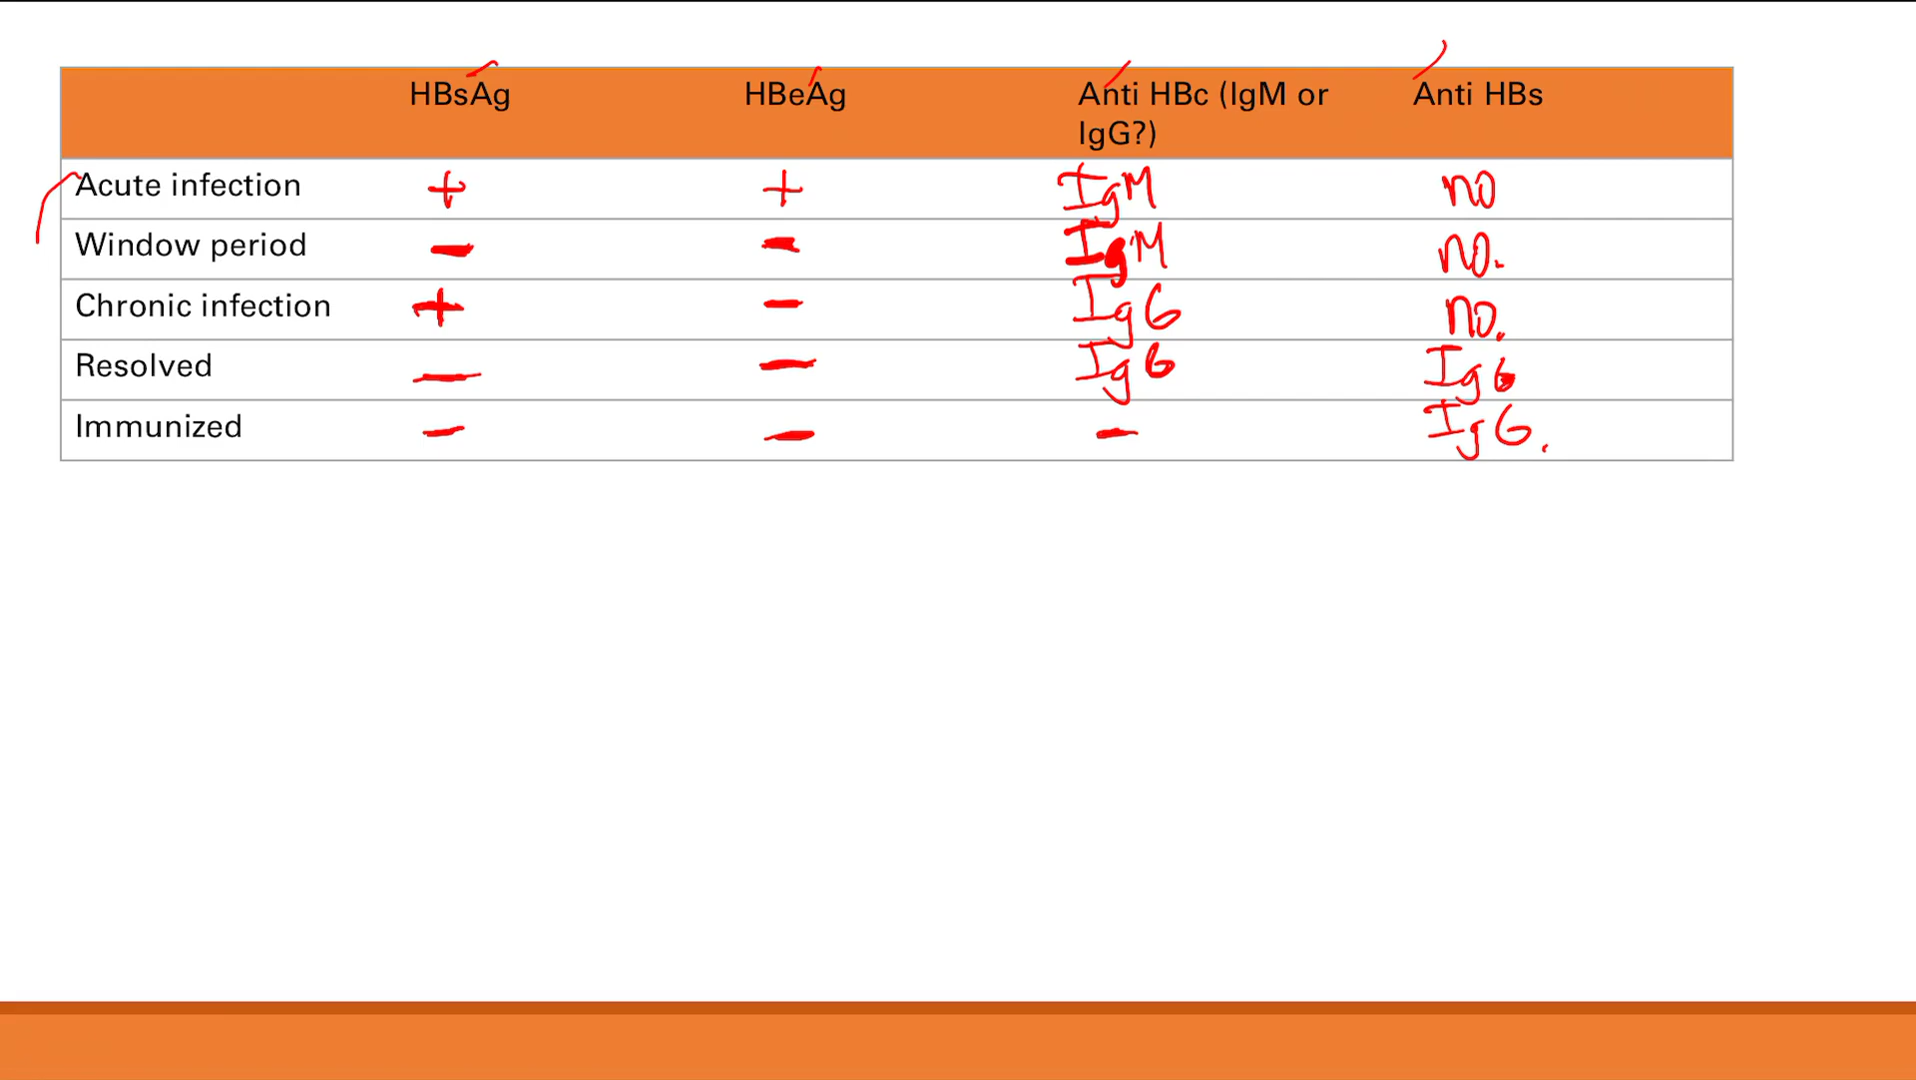 HBsAg HBeAg Anti HBc (IgM or IgG?) Anti HBs
Acute infection + + IgM no
Window period - - IgM no.
Chronic infection + - IgG no.
Resolved - - IgG IgG
Immunized - - - IgG.